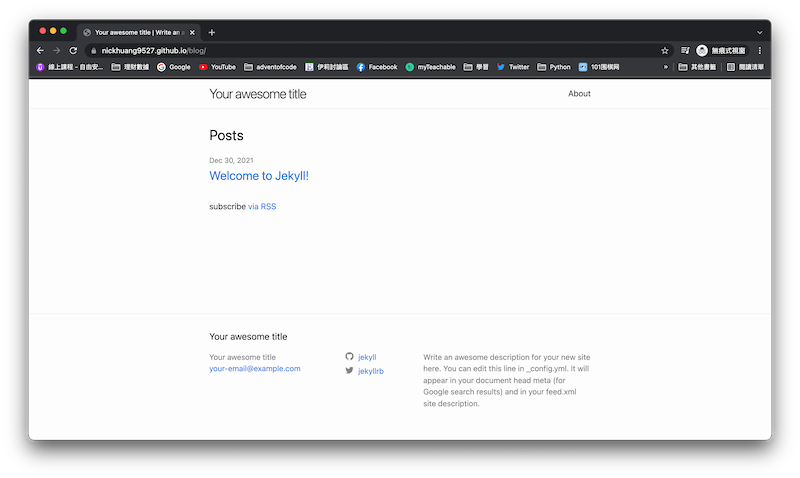 Your awesome title | Write an a
nickhuang9527.github.io/blog/
無痕式視窗
線上課程 - 自由安... 理財數據 Google YouTube adventofcode 伊莉討論區 Facebook myTeachable 學習 Twitter Python 101围棋网 » 其他書籤 閱讀清單
Your awesome title About
Posts
Dec 30, 2021
Welcome to Jekyll!
subscribe via RSS
Your awesome title
Your awesome title
your-email@example.com
jekyll
jekyllrb
Write an awesome description for your new site
here. You can edit this line in _config.yml. It will
appear in your document head meta (for
Google search results) and in your feed.xml
site description.